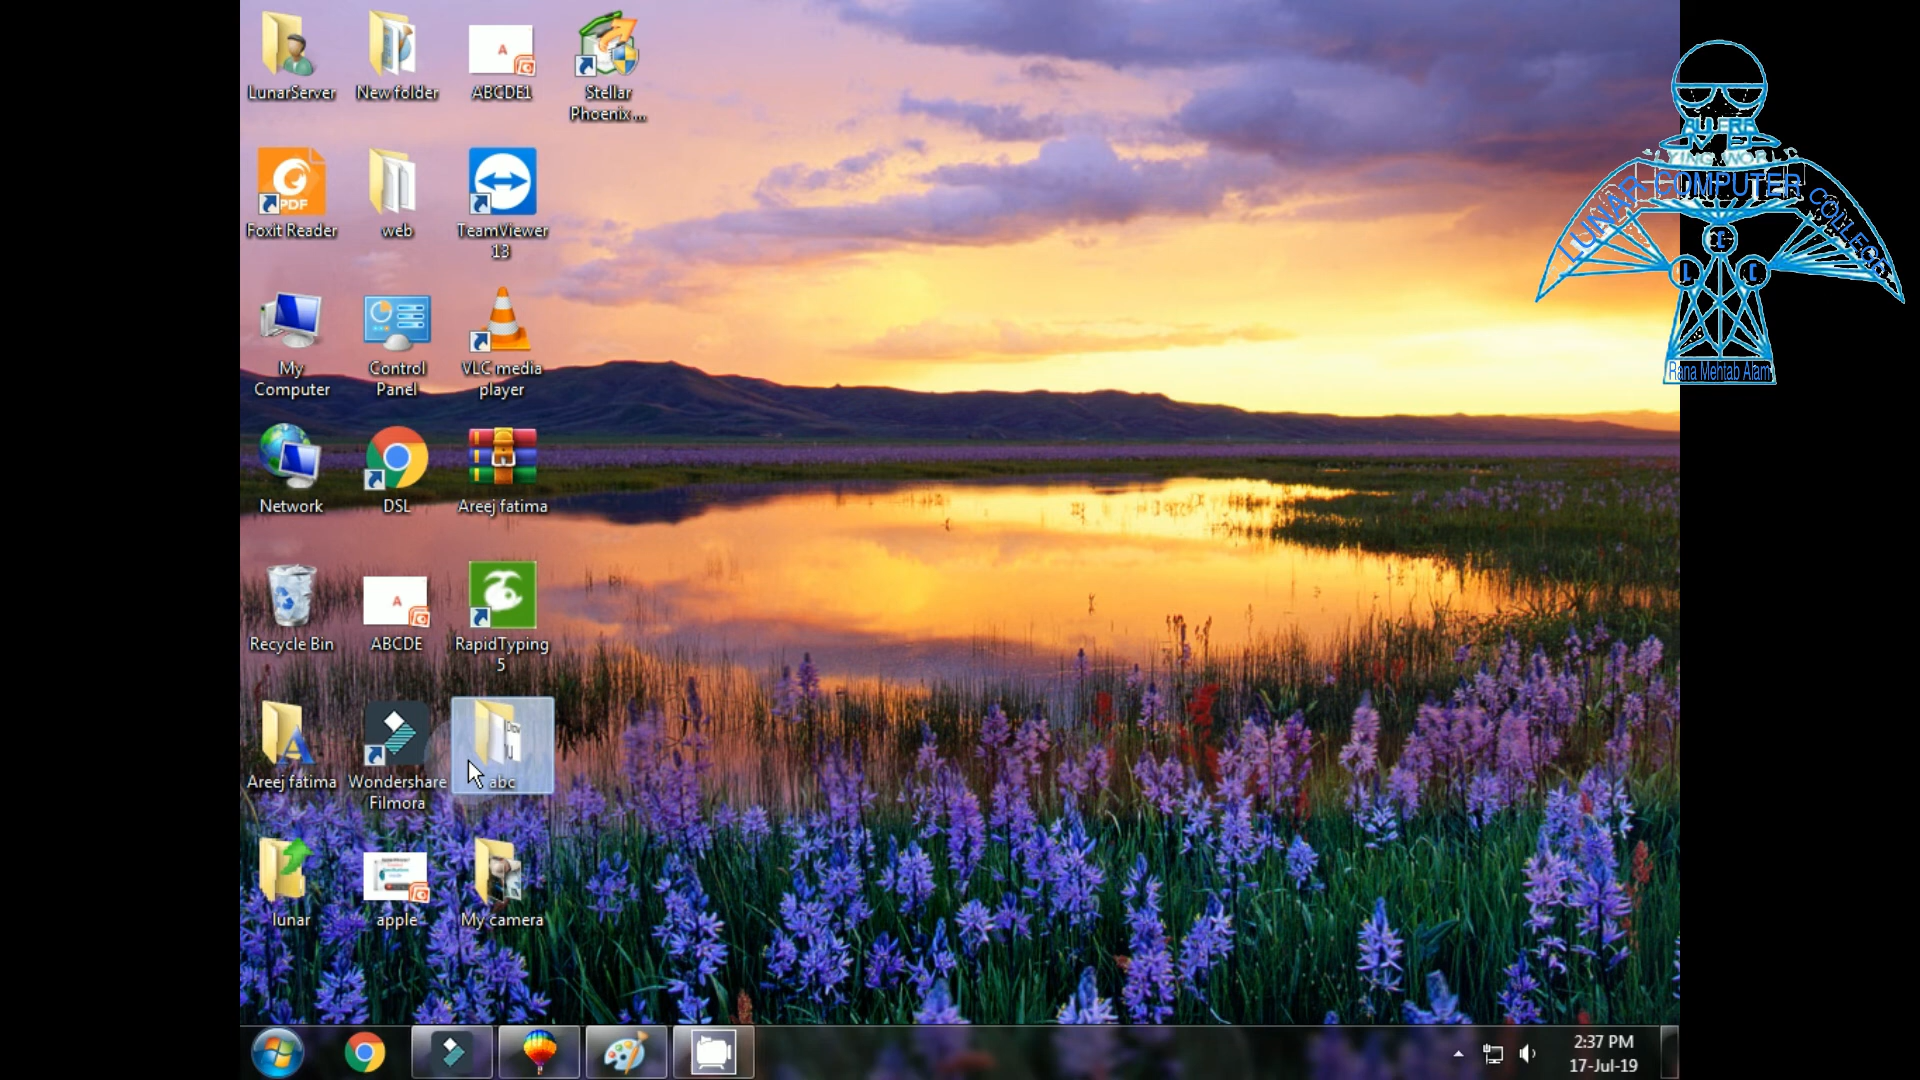 LunarServer
New folder
ABCDE1
Stellar
Phoenix ...
Foxit Reader
PDF
web
TeamViewer
13
My
Computer
Control
Panel
VLC media
player
Network
DSL
Areej fatima
Recycle Bin
ABCDE
RapidTyping
5
Areej fatima
Wondershare
Filmora
abc
lunar
apple
My camera
2:37 PM
17-Jul-19
LUNAR COMPUTER
Rana Mehtab Alam